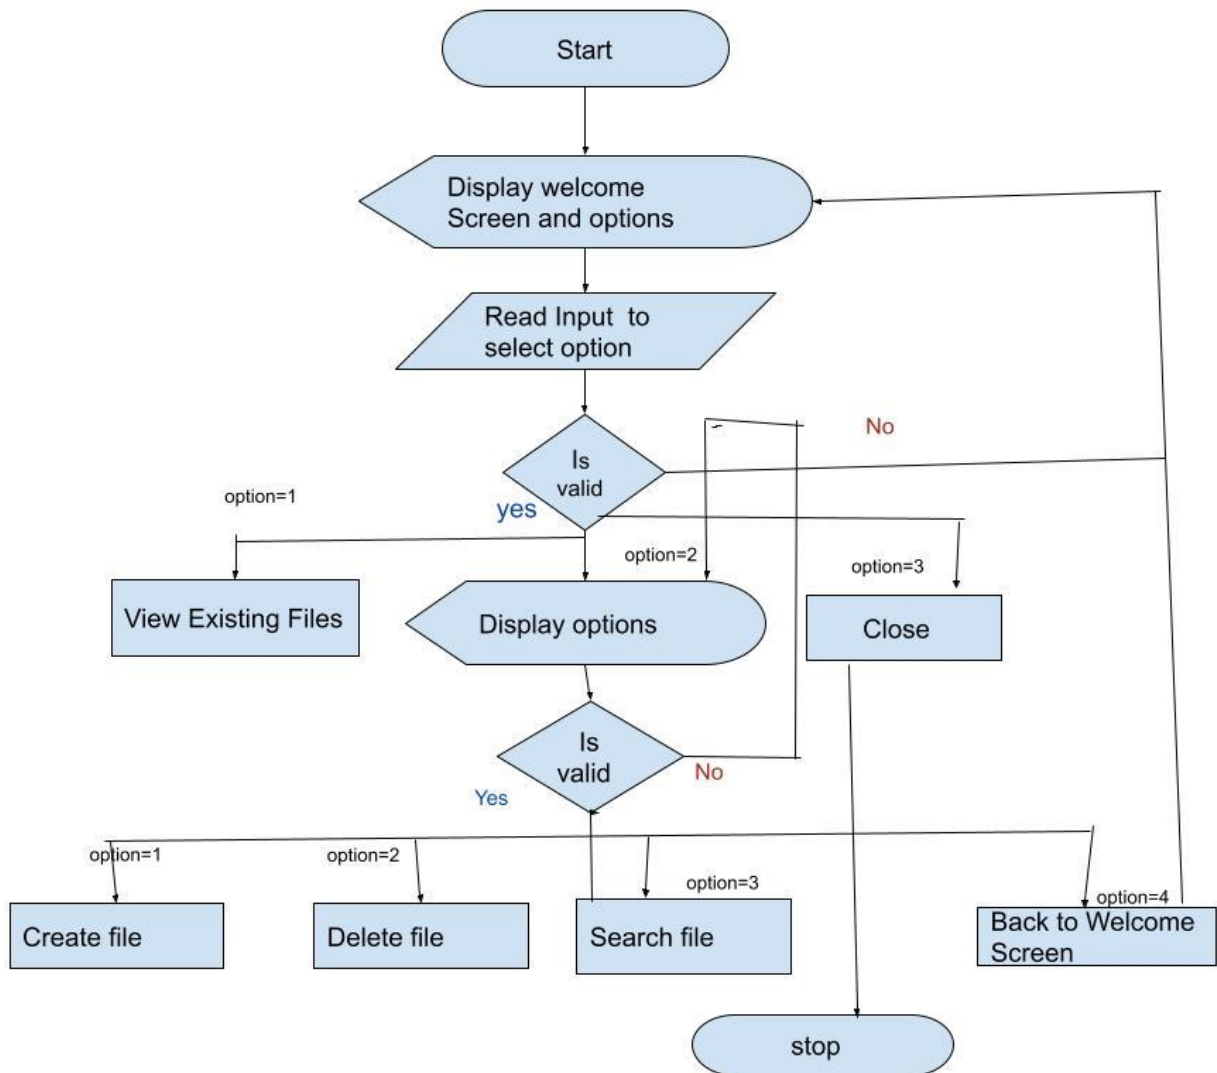 Start
Display welcome
Screen and options
Read Input to
select option
No
Is
valid
option=1
yes
option=2
option=3
View Existing Files
Display options
Close
Is
valid
No
Yes
option=1
option=2
option=3
option=4
Create file
Delete file
Search file
Back to Welcome
Screen
stop